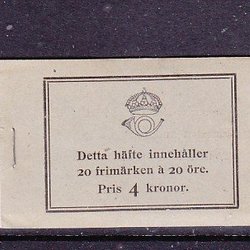 Detta häfte innehåller
20 frimärken à 20 öre.
Pris 4 kronor.